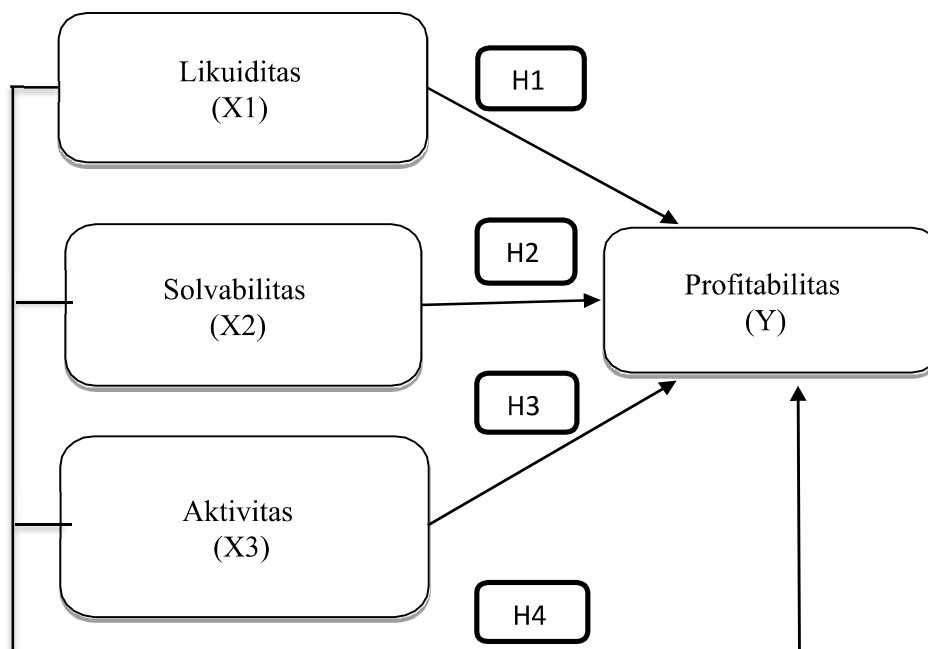 Likuiditas
(X1)
H1
Solvabilitas
(X2)
H2
Profitabilitas
(Y)
H3
Aktivitas
(X3)
H4